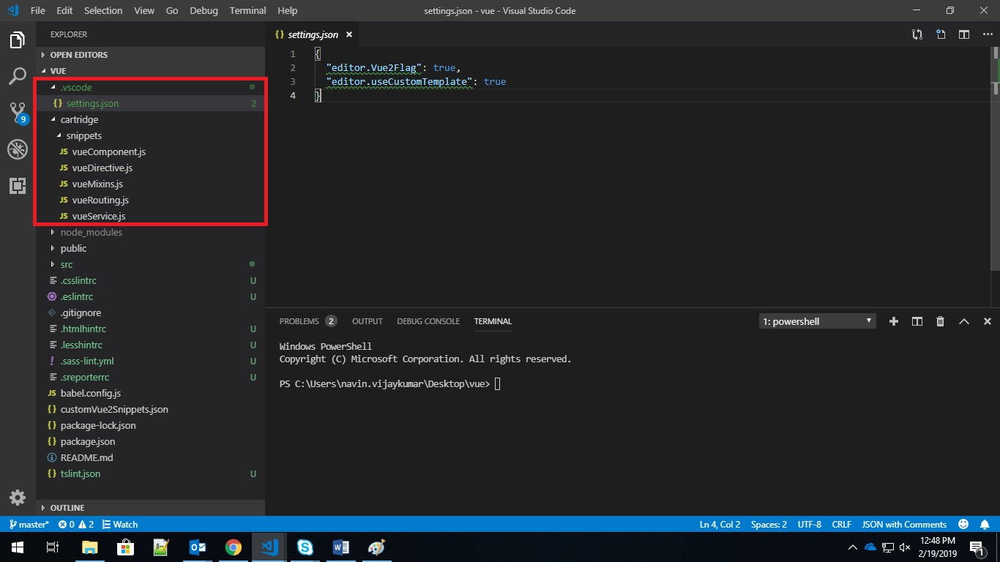 File Edit Selection View Go Debug Terminal Help
settings.json - vue - Visual Studio Code
EXPLORER
OPEN EDITORS
VUE
.vscode
{} settings.json 2
cartridge
snippets
JS vueComponent.js
JS vueDirective.js
JS vueMixins.js
JS vueRouting.js
JS vueService.js
node_modules
public
src
.csslintrc U
.eslintrc U
.gitignore
.htmlhintrc U
.lesshintrc U
! .sass-lint.yml U
.sreporterrc U
JS babel.config.js
{} customVue2Snippets.json
{} package-lock.json
{} package.json
README.md
{} tslint.json U
OUTLINE
9
{} settings.json ×
1 {
2 "editor.Vue2Flag": true,
3 "editor.useCustomTemplate": true
4 }
PROBLEMS 2 OUTPUT DEBUG CONSOLE TERMINAL
1: powershell
Windows PowerShell
Copyright (C) Microsoft Corporation. All rights reserved.
PS C:\Users\navin.vijaykumar\Desktop\vue>
master* 0 2 Watch
Ln 4, Col 2 Spaces: 2 UTF-8 CRLF JSON with Comments
12:48 PM
2/19/2019
1